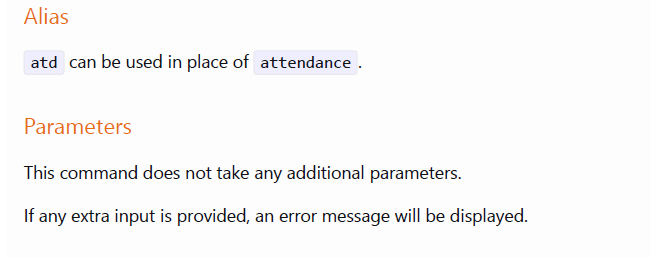 Alias
atd can be used in place of attendance.
Parameters
This command does not take any additional parameters.
If any extra input is provided, an error message will be displayed.